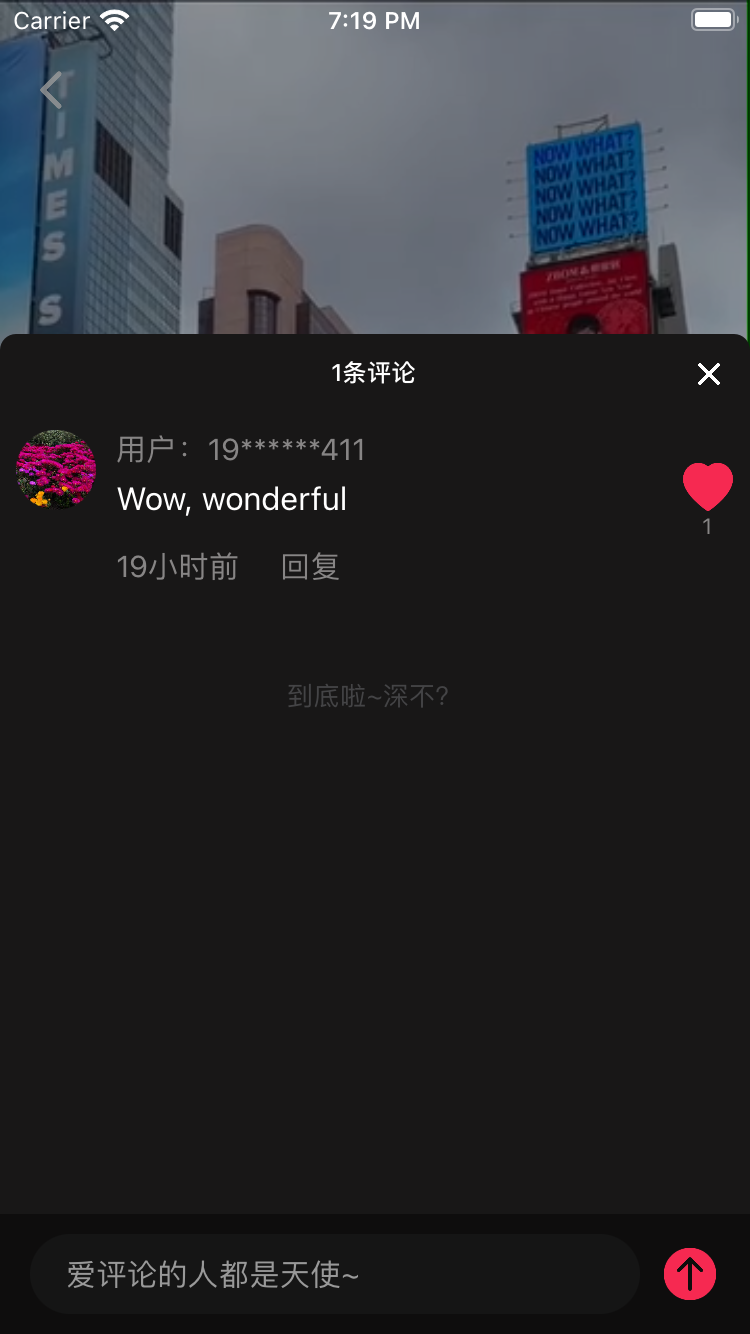 Carrier
7:19 PM
TIMES S
NOW WHAT?
NOW WHAT?
NOW WHAT?
NOW WHAT?
NOW WHAT?
1条评论
用户：19******411
Wow, wonderful
1
19小时前 回复
到底啦~深不?
爱评论的人都是天使~